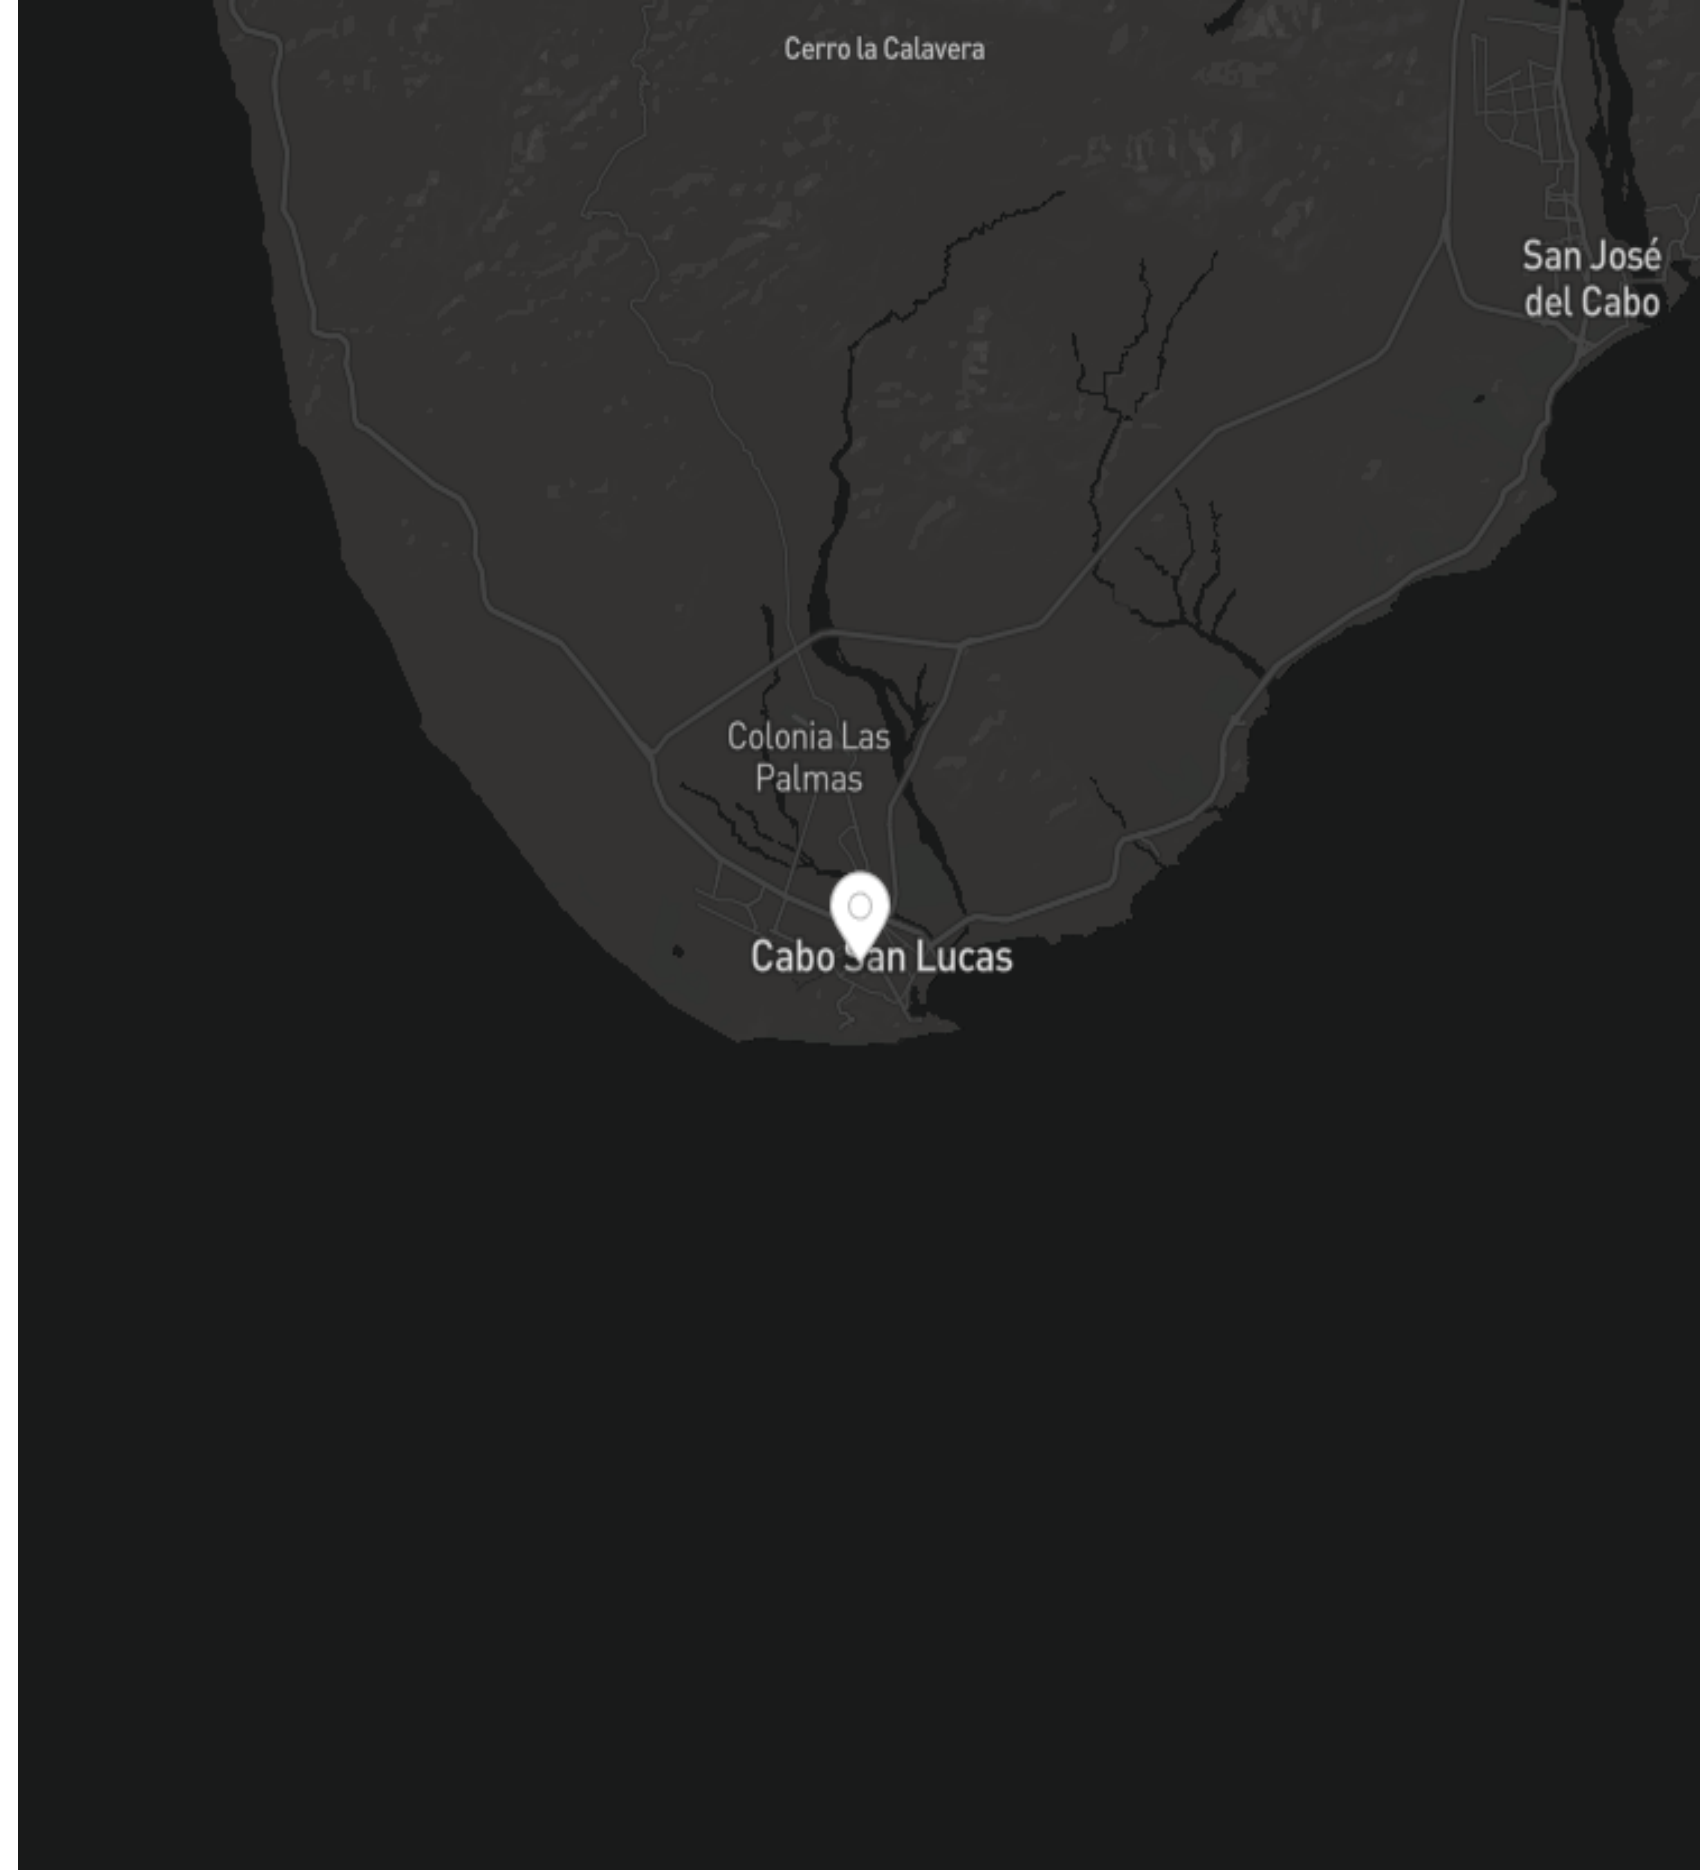 Cerro la Calavera
San José
del Cabo
Colonia Las
Palmas
Cabo San Lucas